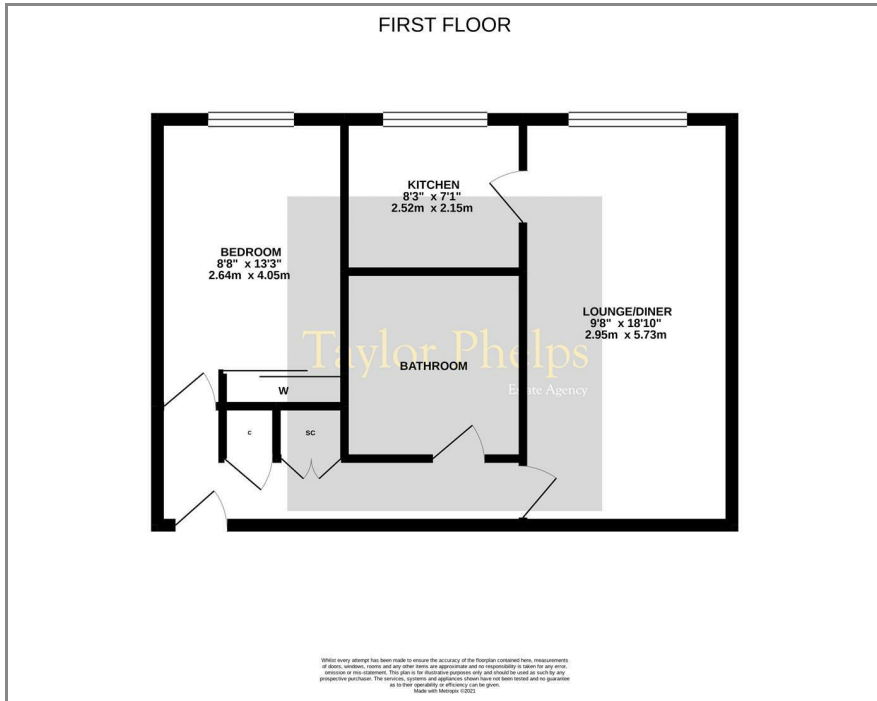 FIRST FLOOR
KITCHEN
8'3" x 7'1"
2.52m x 2.15m
BEDROOM
8'8" x 13'3"
2.64m x 4.05m
LOUNGE/DINER
9'8" x 18'10"
2.95m x 5.73m
Taylor Phelps
Estate Agency
BATHROOM
W
C
SC
Whilst every attempt has been made to ensure the accuracy of the floorplan contained here, measurements
of doors, windows, rooms and any other items are approximate and no responsibility is taken for any error,
omission or mis-statement. This plan is for illustrative purposes only and should be used as such by any
prospective purchaser. The services, systems and appliances shown have not been tested and no guarantee
as to their operability or efficiency can be given.
Made with Metropix ©2021